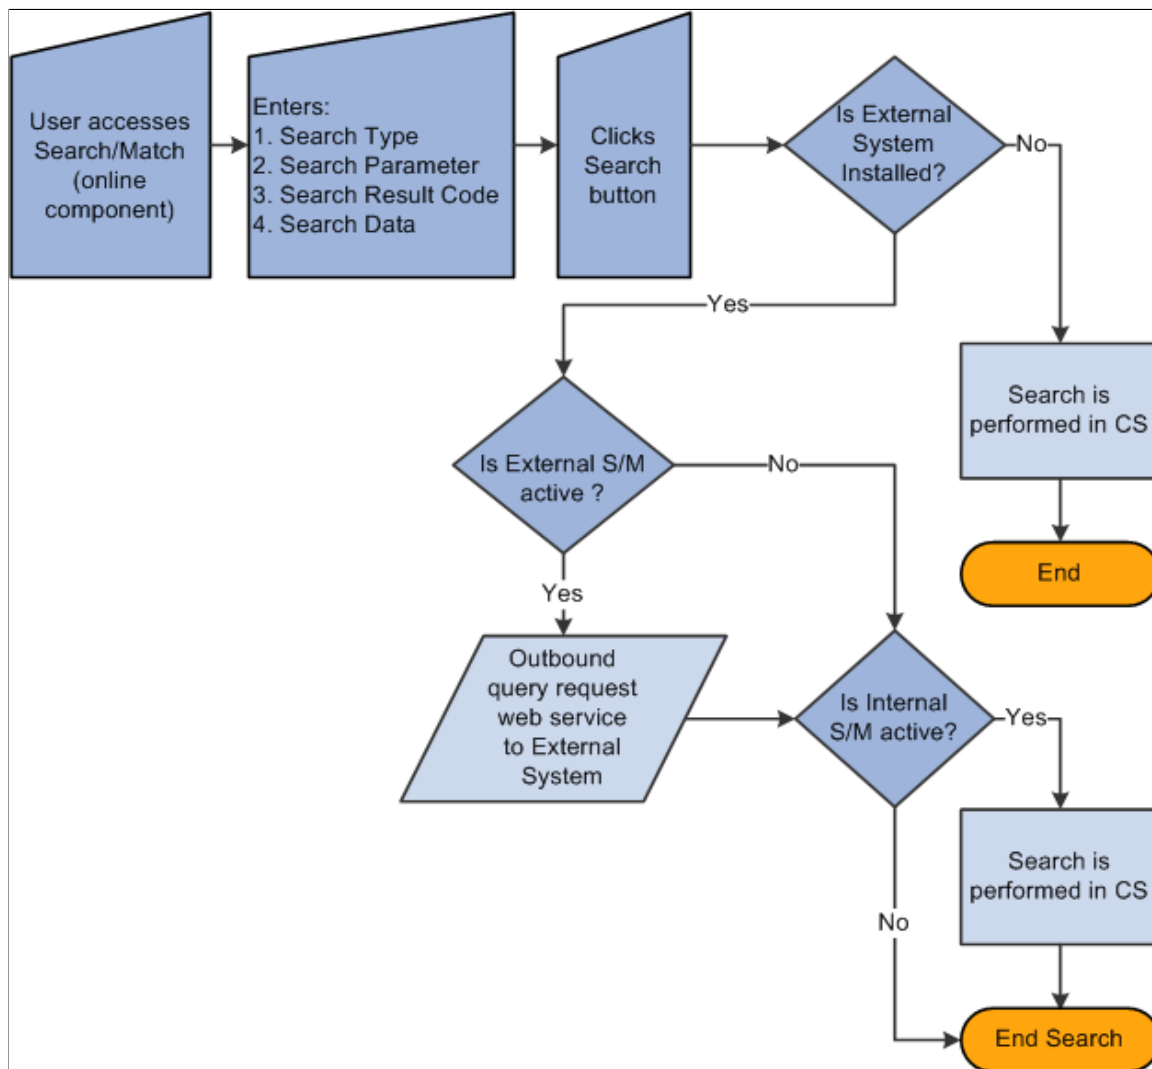 User accesses
Search/Match
(online
component)
Enters:
1. Search Type
2. Search Parameter
3. Search Result Code
4. Search Data
Clicks
Search
button
Is External
System
Installed?
No
Yes
Search is
performed in CS
End
Is External S/M
active ?
No
Yes
Outbound
query request
web service
to External
System
Is Internal
S/M active?
Yes
Search is
performed in CS
No
End Search